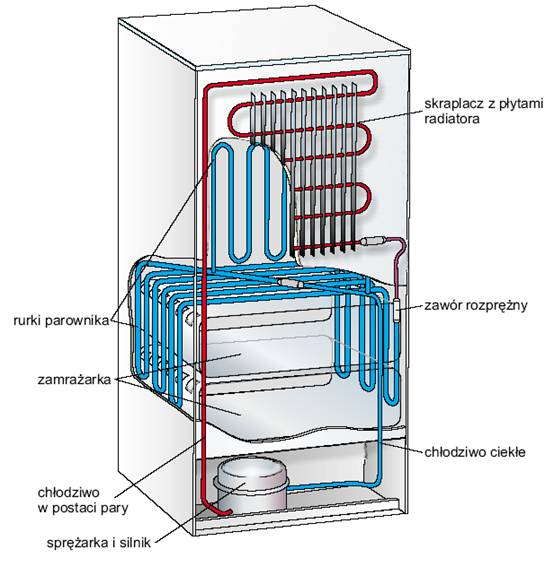 skraplacz z płytami
radiatora
rurki parownika
zawór rozprężny
zamrażarka
chłodziwo ciekłe
chłodziwo
w postaci pary
sprężarka i silnik